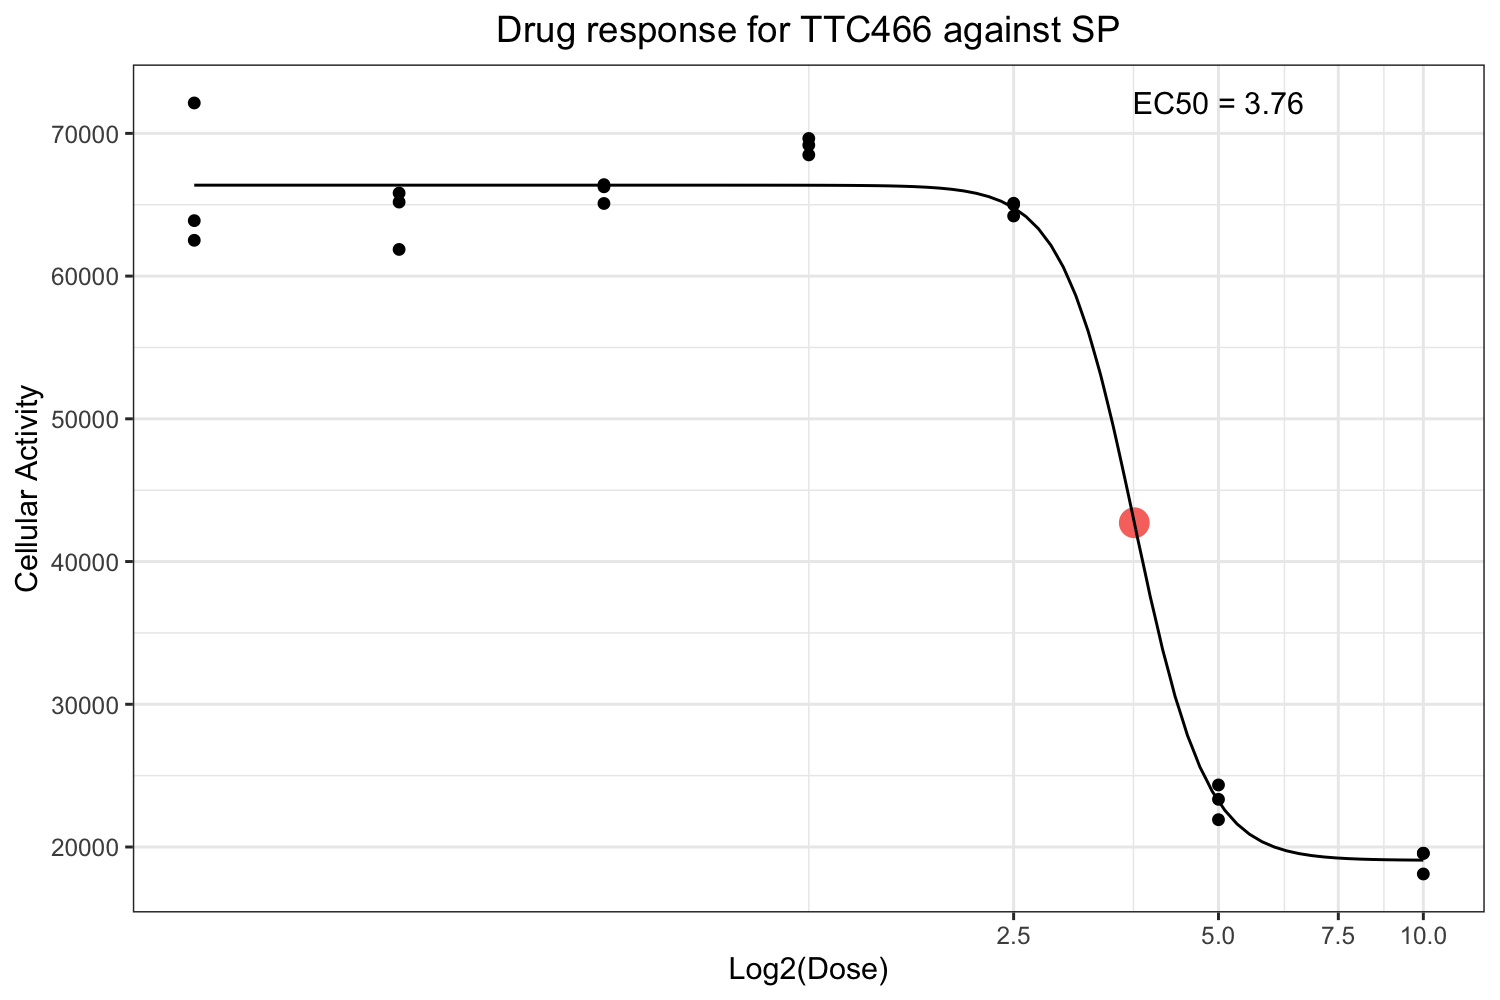 Drug response for TTC466 against SP
EC50 = 3.76
70000
60000
50000
40000
30000
20000
Cellular Activity
2.5 5.0 7.5 10.0
Log2(Dose)